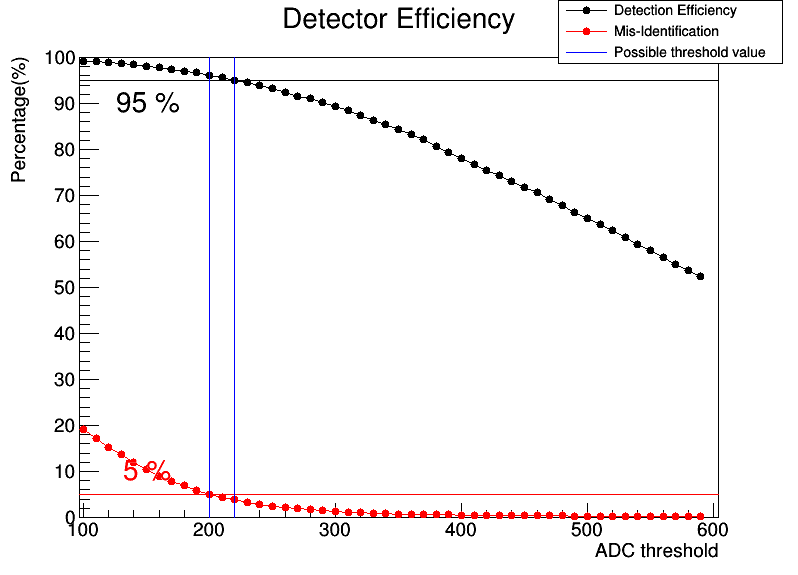 Detector Efficiency
Detection Efficiency
Mis-Identification
Possible threshold value
Percentage(%)
100
90
80
70
60
50
40
30
20
10
0
95 %
5 %
100 200 300 400 500 600
ADC threshold